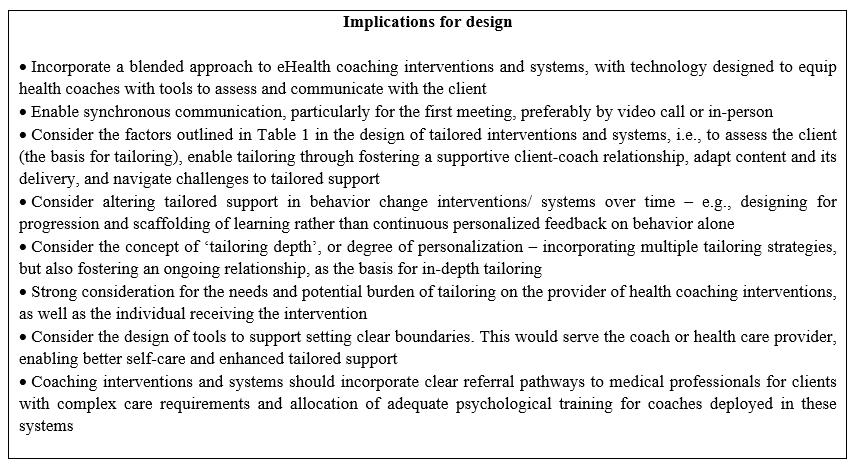 Implications for design
• Incorporate a blended approach to eHealth coaching interventions and systems, with technology designed to equip
health coaches with tools to assess and communicate with the client
• Enable synchronous communication, particularly for the first meeting, preferably by video call or in-person
• Consider the factors outlined in Table 1 in the design of tailored interventions and systems, i.e., to assess the client
(the basis for tailoring), enable tailoring through fostering a supportive client-coach relationship, adapt content and its
delivery, and navigate challenges to tailored support
• Consider altering tailored support in behavior change interventions/ systems over time – e.g., designing for
progression and scaffolding of learning rather than continuous personalized feedback on behavior alone
• Consider the concept of ‘tailoring depth’, or degree of personalization – incorporating multiple tailoring strategies,
but also fostering an ongoing relationship, as the basis for in-depth tailoring
• Strong consideration for the needs and potential burden of tailoring on the provider of health coaching interventions,
as well as the individual receiving the intervention
• Consider the design of tools to support setting clear boundaries. This would serve the coach or health care provider,
enabling better self-care and enhanced tailored support
• Coaching interventions and systems should incorporate clear referral pathways to medical professionals for clients
with complex care requirements and allocation of adequate psychological training for coaches deployed in these
systems